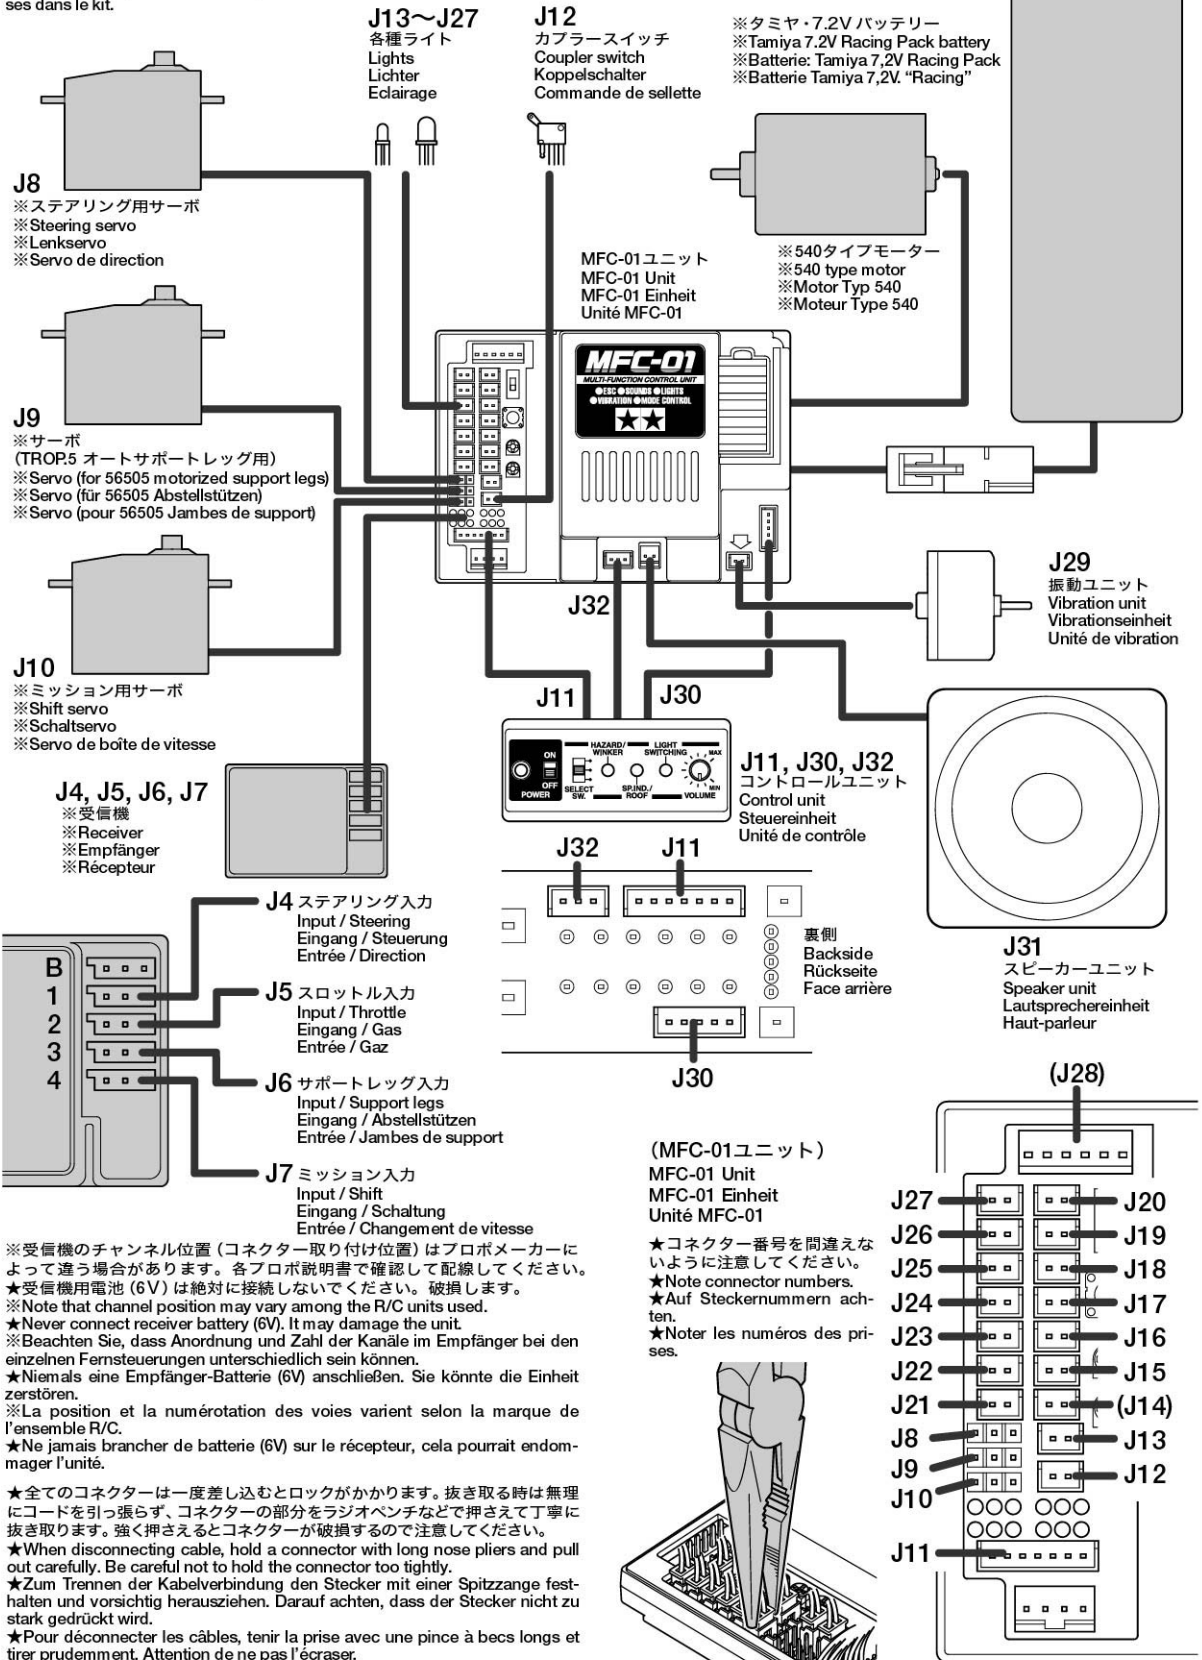 ses dans le kit.
J13〜J27
各種ライト
Lights
Lichter
Eclairage
J12
カプラースイッチ
Coupler switch
Koppelschalter
Commande de sellette
※タミヤ・7.2V バッテリー
※Tamiya 7.2V Racing Pack battery
※Batterie: Tamiya 7,2V Racing Pack
※Batterie Tamiya 7,2V. “Racing”
J8
※ステアリング用サーボ
※Steering servo
※Lenkservo
※Servo de direction
※540タイプモーター
※540 type motor
※Motor Typ 540
※Moteur Type 540
MFC-01ユニット
MFC-01 Unit
MFC-01 Einheit
Unité MFC-01
MFC-01
MULTI-FUNCTION CONTROL UNIT
●ESC ●SOUNDS ●LIGHTS
●VIBRATION ●MODE CONTROL
J9
※サーボ
(TROP.5 オートサポートレッグ用)
※Servo (for 56505 motorized support legs)
※Servo (für 56505 Abstellstützen)
※Servo (pour 56505 Jambes de support)
J29
振動ユニット
Vibration unit
Vibrationseinheit
Unité de vibration
J32
J10
※ミッション用サーボ
※Shift servo
※Schaltservo
※Servo de boîte de vitesse
J11
J30
ON
OFF
POWER
SELECT
SW.
HAZARD/
WINKER
LIGHT
SWITCHING
SP.IND./
ROOF
MAX
MIN
VOLUME
J11, J30, J32
コントロールユニット
Control unit
Steuereinheit
Unité de contrôle
J4, J5, J6, J7
※受信機
※Receiver
※Empfänger
※Récepteur
J32
J11
裏側
Backside
Rückseite
Face arrière
J30
J31
スピーカーユニット
Speaker unit
Lautsprechereinheit
Haut-parleur
B
1
2
3
4
J4 ステアリング入力
Input / Steering
Eingang / Steuerung
Entrée / Direction
J5 スロットル入力
Input / Throttle
Eingang / Gas
Entrée / Gaz
J6 サポートレッグ入力
Input / Support legs
Eingang / Abstellstützen
Entrée / Jambes de support
J7 ミッション入力
Input / Shift
Eingang / Schaltung
Entrée / Changement de vitesse
※受信機のチャンネル位置(コネクター取り付け位置)はプロポメーカーに
よって違う場合があります。各プロポ説明書で確認して配線してください。
★受信機用電池(6V)は絶対に接続しないでください。破損します。
※Note that channel position may vary among the R/C units used.
★Never connect receiver battery (6V). It may damage the unit.
※Beachten Sie, dass Anordnung und Zahl der Kanäle im Empfänger bei den
einzelnen Fernsteuerungen unterschiedlich sein können.
★Niemals eine Empfänger-Batterie (6V) anschließen. Sie könnte die Einheit
zerstören.
※La position et la numérotation des voies varient selon la marque de
l’ensemble R/C.
★Ne jamais brancher de batterie (6V) sur le récepteur, cela pourrait endom-
mager l’unité.
★全てのコネクターは一度差し込むとロックがかかります。抜き取る時は無理
にコードを引っ張らず、コネクターの部分をラジオペンチなどで押さえて丁寧に
抜き取ります。強く押さえるとコネクターが破損するので注意してください。
★When disconnecting cable, hold a connector with long nose pliers and pull
out carefully. Be careful not to hold the connector too tightly.
★Zum Trennen der Kabelverbindung den Stecker mit einer Spitzzange fest-
halten und vorsichtig herausziehen. Darauf achten, dass der Stecker nicht zu
stark gedrückt wird.
★Pour déconnecter les câbles, tenir la prise avec une pince à becs longs et
tirer prudemment. Attention de ne pas l’écraser.
(MFC-01ユニット)
MFC-01 Unit
MFC-01 Einheit
Unité MFC-01
★コネクター番号を間違えな
いように注意してください。
★Note connector numbers.
★Auf Steckernummern ach-
ten.
★Noter les numéros des pri-
ses.
(J28)
J27
J20
J26
J19
J25
J18
J24
J17
J23
J16
J22
J15
J21
(J14)
J8
J13
J9
J12
J10
J11